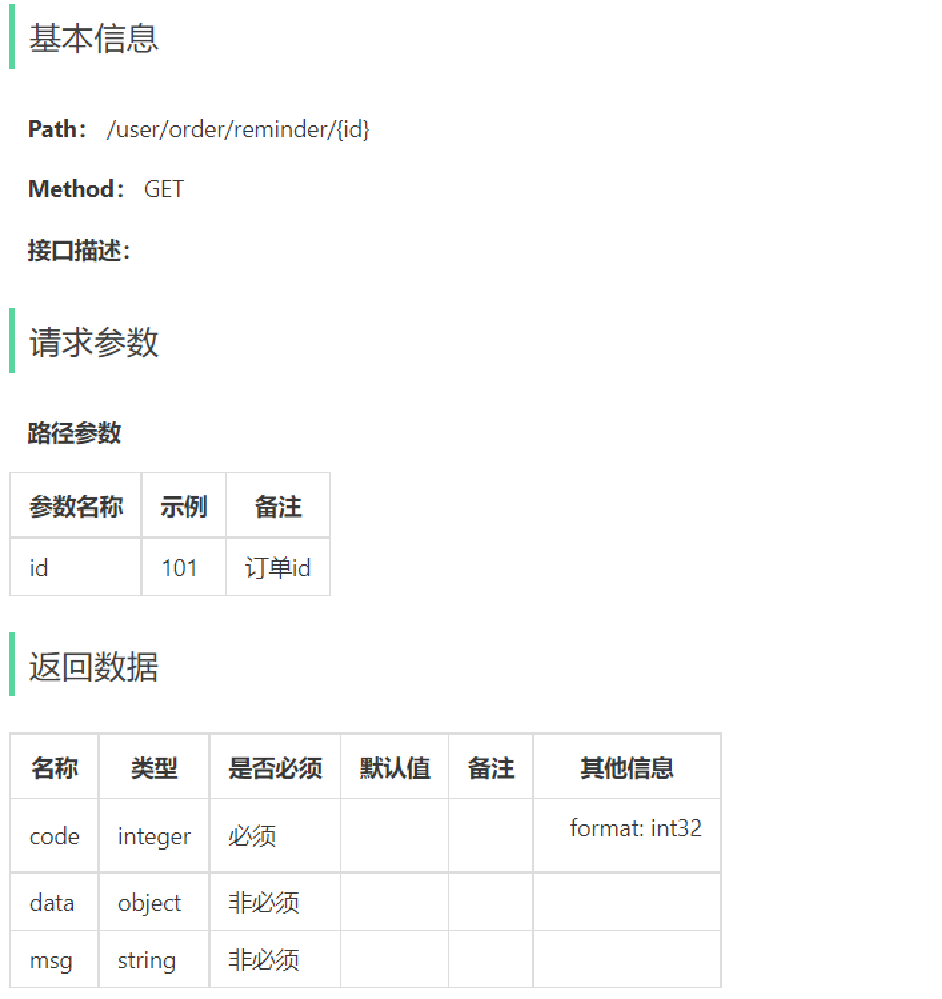 基本信息
Path： /user/order/reminder/{id}
Method： GET
接口描述：
请求参数
路径参数
参数名称 示例 备注
id 101 订单id
返回数据
名称 类型 是否必须 默认值 备注 其他信息
code integer 必须 format: int32
data object 非必须
msg string 非必须